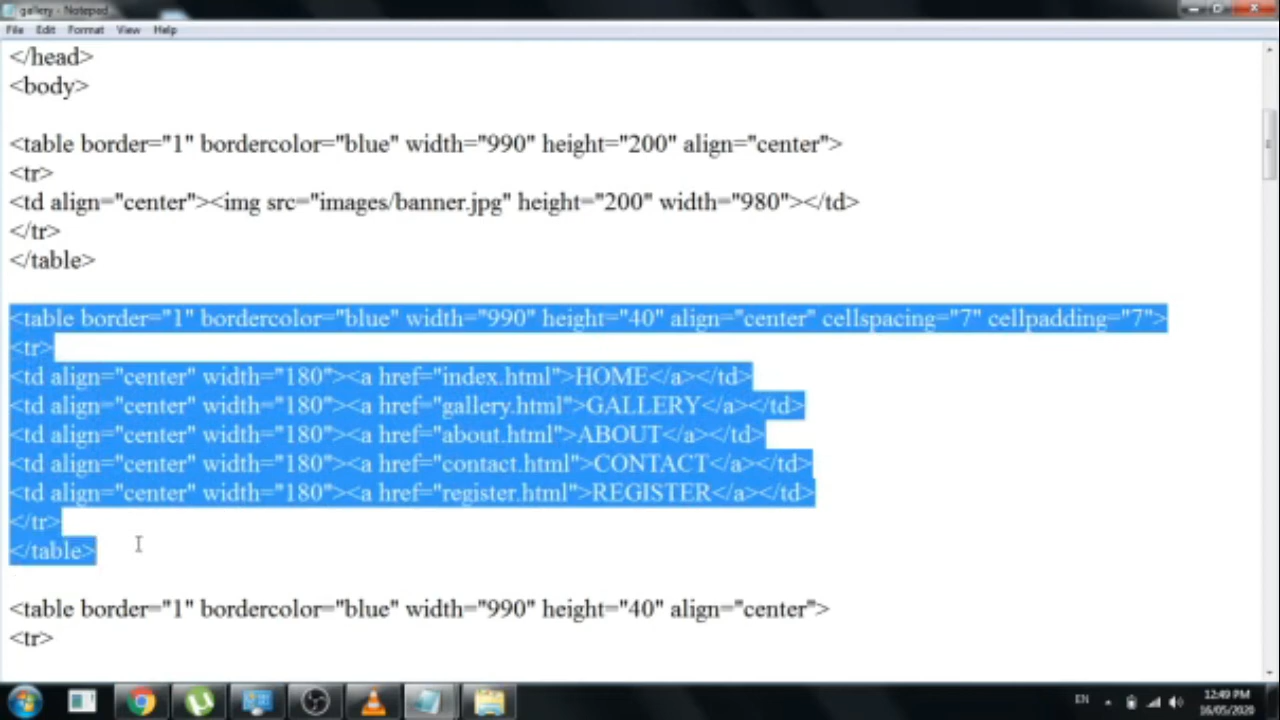 gallery - Notepad
File Edit Format View Help
</head>
<body>
<table border="1" bordercolor="blue" width="990" height="200" align="center">
<tr>
<td align="center"><img src="images/banner.jpg" height="200" width="980"></td>
</tr>
</table>
<table border="1" bordercolor="blue" width="990" height="40" align="center" cellspacing="7" cellpadding="7">
<tr>
<td align="center" width="180"><a href="index.html">HOME</a></td>
<td align="center" width="180"><a href="gallery.html">GALLERY</a></td>
<td align="center" width="180"><a href="about.html">ABOUT</a></td>
<td align="center" width="180"><a href="contact.html">CONTACT</a></td>
<td align="center" width="180"><a href="register.html">REGISTER</a></td>
</tr>
</table>
<table border="1" bordercolor="blue" width="990" height="40" align="center">
<tr>
EN
12:49 PM
16/05/2020